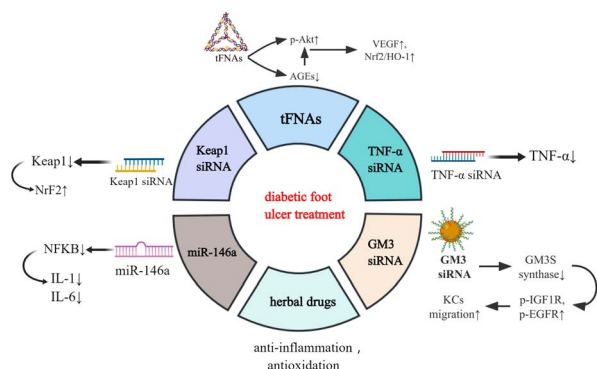 tFNAs
p-Akt↑
AGEs↓
VEGF↑,
Nrf2/HO-1↑
tFNAs
Keap1
siRNA
TNF-α
siRNA
Keap1↓
NrF2↑
Keap1 siRNA
TNF-α siRNA
TNF-α↓
diabetic foot
ulcer treatment
miR-146a
GM3
siRNA
herbal drugs
NFKB↓
IL-1↓
IL-6↓
miR-146a
GM3
siRNA
GM3S
synthase↓
p-IGF1R,
p-EGFR↑
KCs
migration↑
anti-inflammation ,
antioxidation